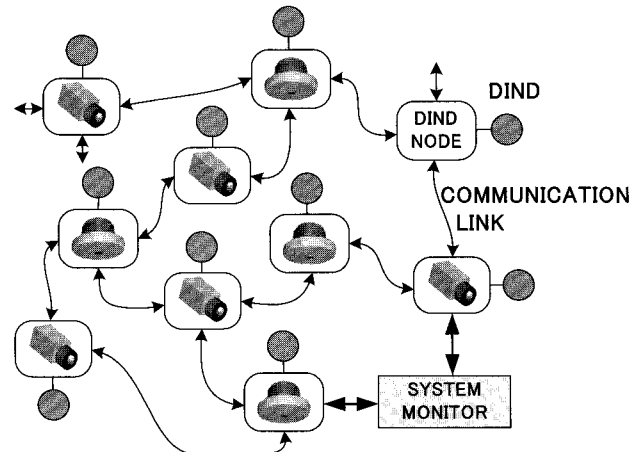 DIND
DIND
NODE
COMMUNICATION
LINK
SYSTEM
MONITOR